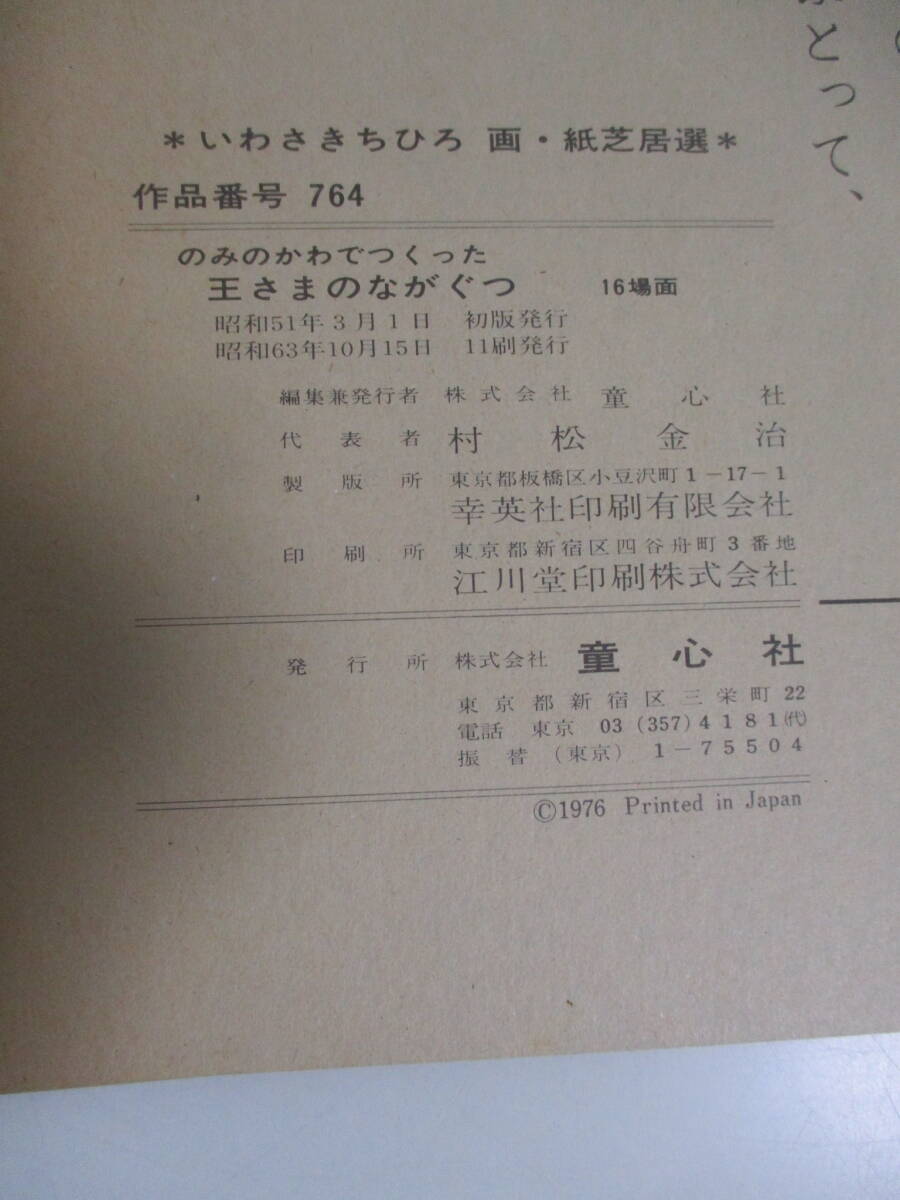 とって、
＊いわさきちひろ 画・紙芝居選＊
作品番号 764
のみのかわでつくった
王さまのながぐつ 16場面
昭和51年3月1日 初版発行
昭和63年10月15日 11刷発行
編集兼発行者 株式会社 童心社
代表者 村松金治
製版所 東京都板橋区小豆沢町1-17-1
幸英社印刷有限会社
印刷所 東京都新宿区四谷舟町3番地
江川堂印刷株式会社
発行所 株式会社 童心社
東京都新宿区三栄町22
電話 東京 03 (357) 4181㈹
振替 (東京) 1-75504
©1976 Printed in Japan